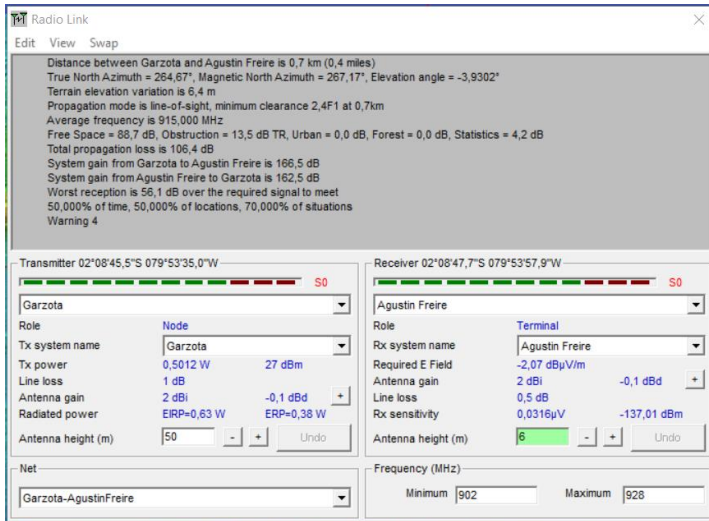 Radio Link
Edit View Swap
Distance between Garzota and Agustin Freire is 0,7 km (0,4 miles)
True North Azimuth = 264,67°, Magnetic North Azimuth = 267,17°, Elevation angle = -3,9302°
Terrain elevation variation is 6,4 m
Propagation mode is line-of-sight, minimum clearance 2,4F1 at 0,7km
Average frequency is 915,000 MHz
Free Space = 88,7 dB, Obstruction = 13,5 dB TR, Urban = 0,0 dB, Forest = 0,0 dB, Statistics = 4,2 dB
Total propagation loss is 106,4 dB
System gain from Garzota to Agustin Freire is 166,5 dB
System gain from Agustin Freire to Garzota is 162,5 dB
Worst reception is 56,1 dB over the required signal to meet
50,000% of time, 50,000% of locations, 70,000% of situations
Warning 4
Transmitter 02°08'45,5"S 079°53'35,0"W
S0
Garzota
Role Node
Tx system name Garzota
Tx power 0,5012 W 27 dBm
Line loss 1 dB
Antenna gain 2 dBi -0,1 dBd +
Radiated power EIRP=0,63 W ERP=0,38 W
Antenna height (m) 50 - + Undo
Receiver 02°08'47,7"S 079°53'57,9"W
S0
Agustin Freire
Role Terminal
Rx system name Agustin Freire
Required E Field -2,07 dBµV/m
Antenna gain 2 dBi -0,1 dBd +
Line loss 0,5 dB
Rx sensitivity 0,0316µV -137,01 dBm
Antenna height (m) 6 - + Undo
Net
Garzota-AgustinFreire
Frequency (MHz)
Minimum 902 Maximum 928